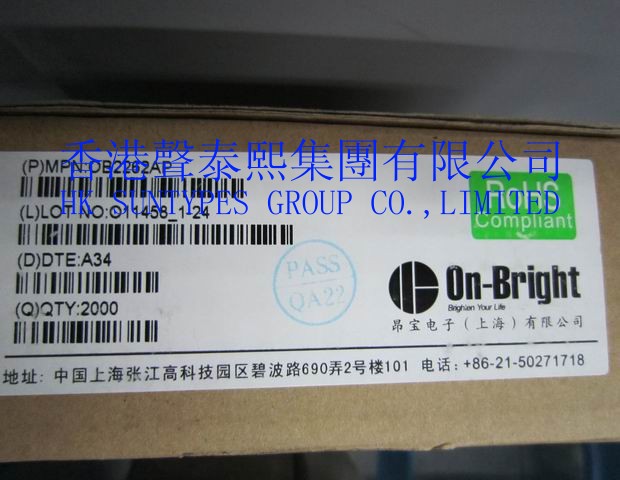 香港聲泰熙集團有限公司
HK SUNTYPES GROUP CO.,LIMITED
(P)MPN:OB2262AP
(L)LOT NO:O11458_1-24
(D)DTE:A34
(Q)QTY:2000
PASS
QA22
RoHS
Compliant
On-Bright
Brighten Your Life
昂宝电子(上海)有限公司
地址: 中国上海张江高科技园区碧波路690弄2号楼101 电话: +86-21-50271718